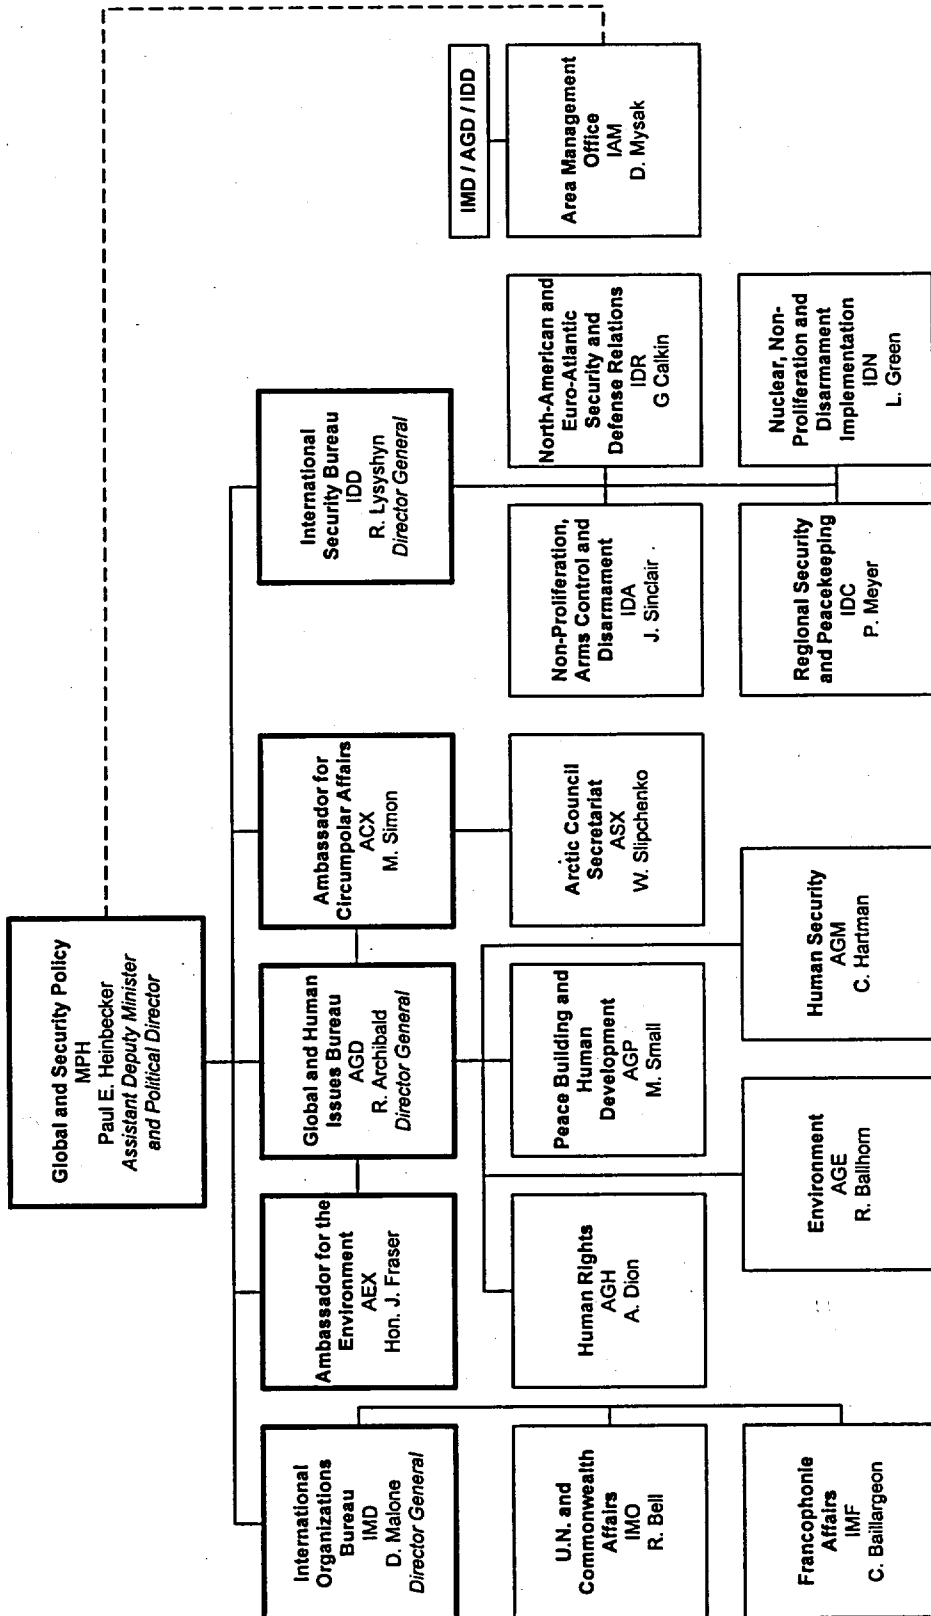 Global and Security Policy
MPH
Paul E. Heinbecker
Assistant Deputy Minister
and Political Director
International
Organizations
Bureau
IMD
D. Malone
Director General
Ambassador for the
Environment
AEX
Hon. J. Fraser
Global and Human
Issues Bureau
AGD
R. Archibald
Director General
Ambassador for
Circumpolar Affairs
ACX
M. Simon
International
Security Bureau
IDD
R. Lysyshyn
Director General
IMD / AGD / IDD
U.N. and
Commonwealth
Affairs
IMO
R. Bell
Human Rights
AGH
A. Dion
Peace Building and
Human
Development
AGP
M. Small
Arctic Council
Secretariat
ASX
W. Slipchenko
Non-Proliferation,
Arms Control and
Disarmament
IDA
J. Sinclair
North-American and
Euro-Atlantic
Security and
Defense Relations
IDR
G Calkin
Area Management
Office
IAM
D. Mysak
Francophonie
Affairs
IMF
C. Baillargeon
Environment
AGE
R. Ballhorn
Human Security
AGM
C. Hartman
Regional Security
and Peacekeeping
IDC
P. Meyer
Nuclear, Non-
Proliferation and
Disarmament
Implementation
IDN
L. Green